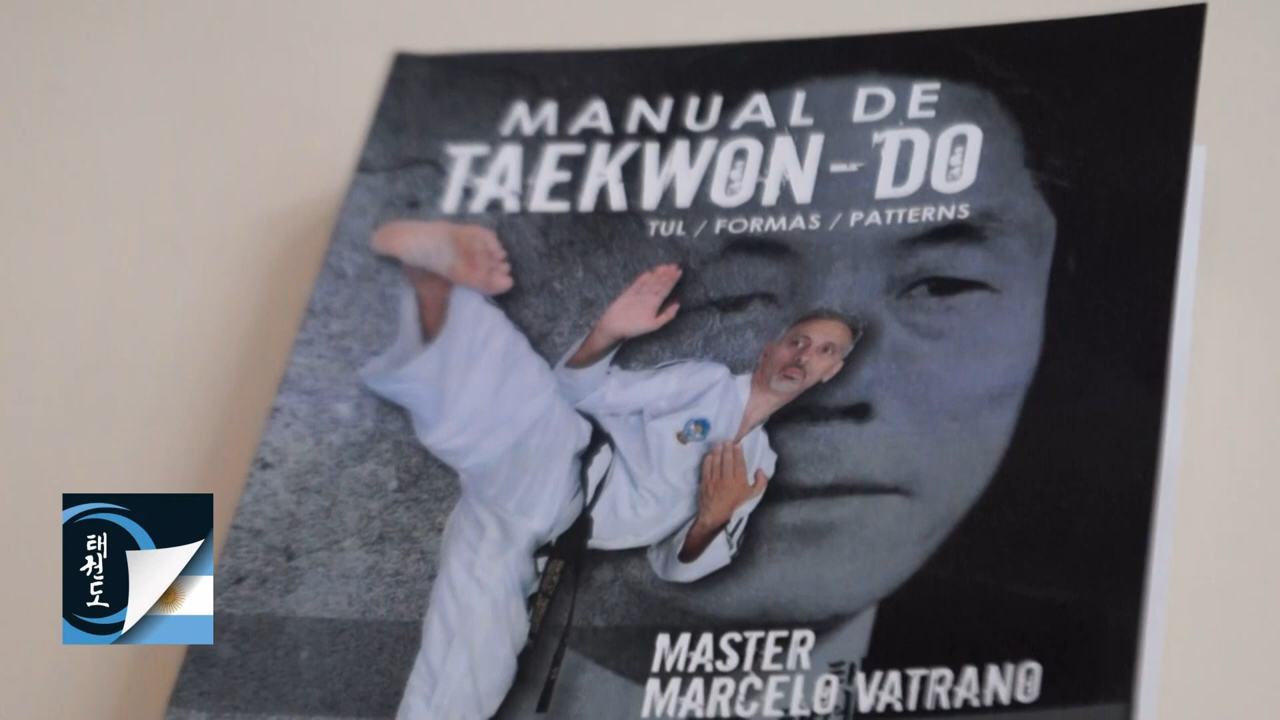 MANUAL DE
TAEKWON-DO
TUL / FORMAS / PATTERNS
MASTER
MARCELO VATRANO
태권도